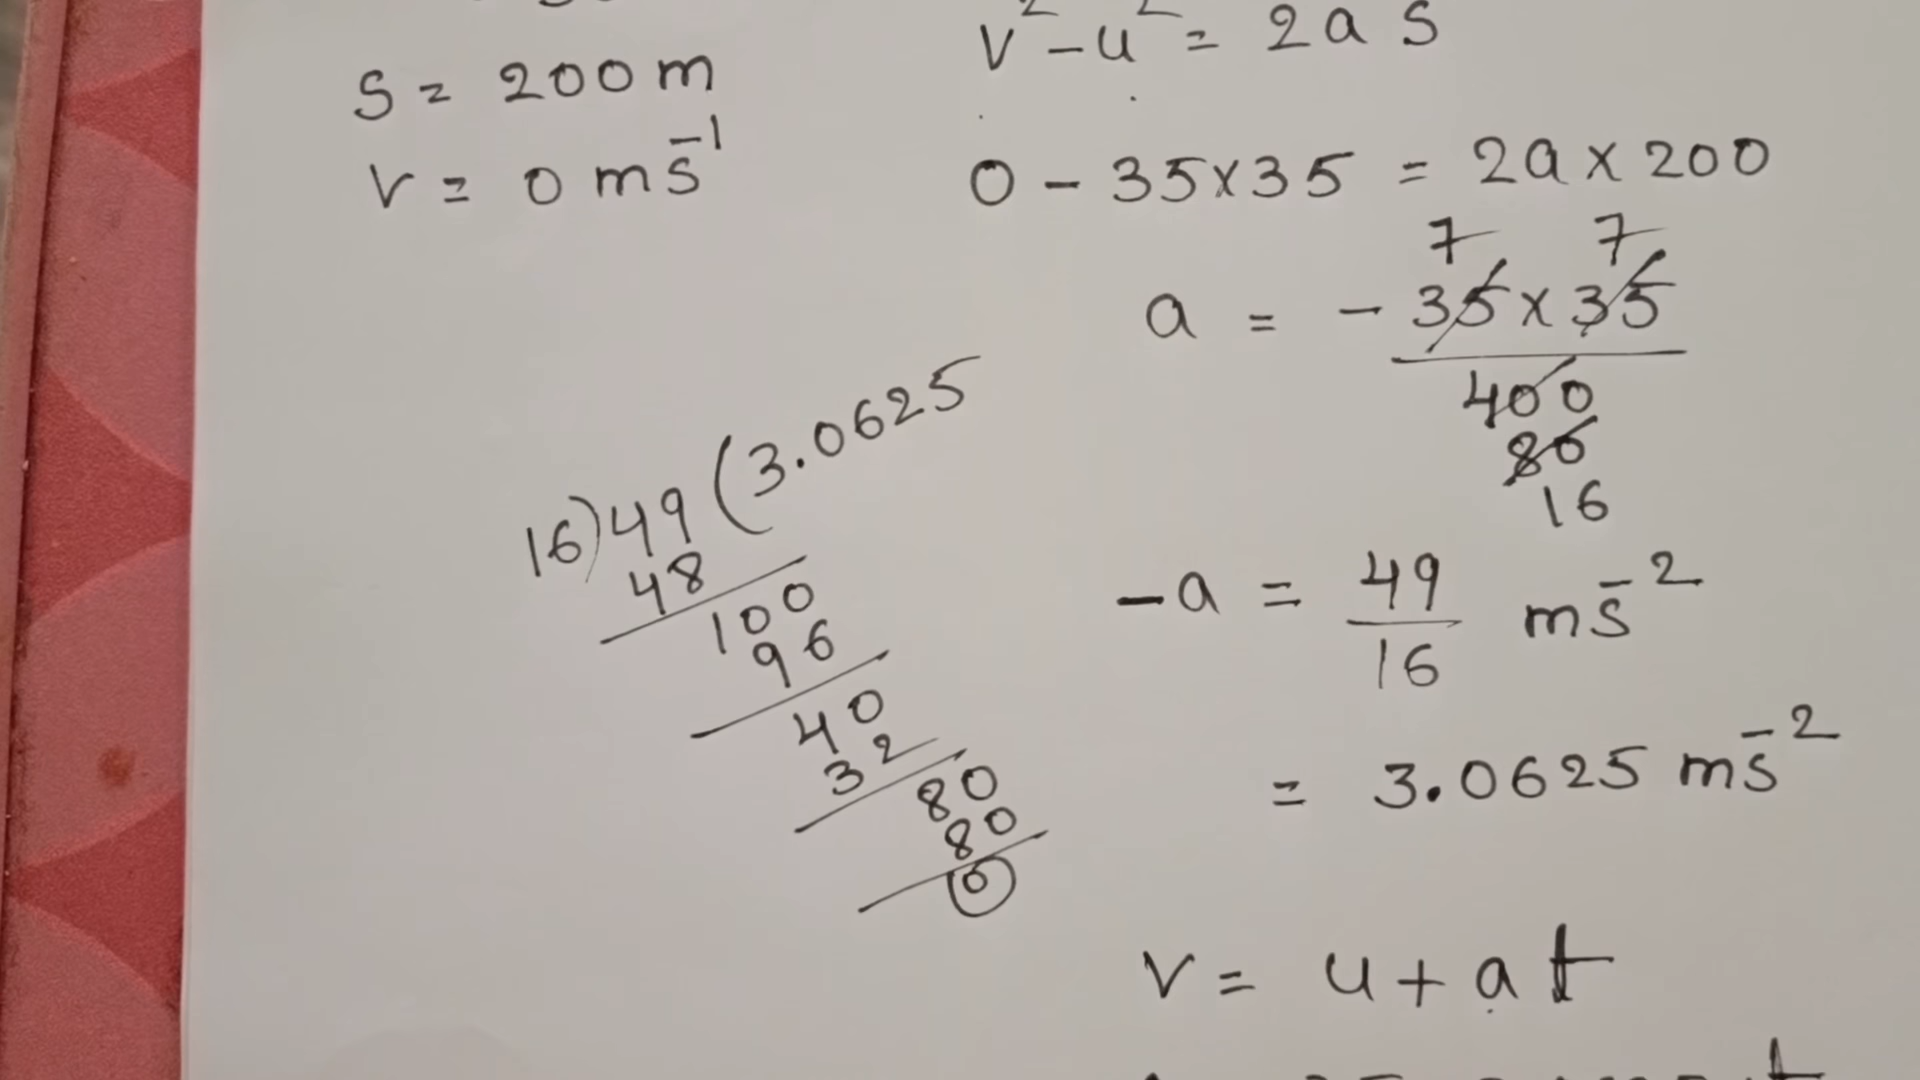 S = 200 m
v = 0 ms⁻¹
v² - u² = 2 a s
0 - 35 x 35 = 2a x 200
7 7
a = - 35 x 35
400
80
16
16) 49 (3.0625
48
100
96
40
32
80
80
0
-a = 49/16 ms⁻²
= 3.0625 ms⁻²
v = u + a t